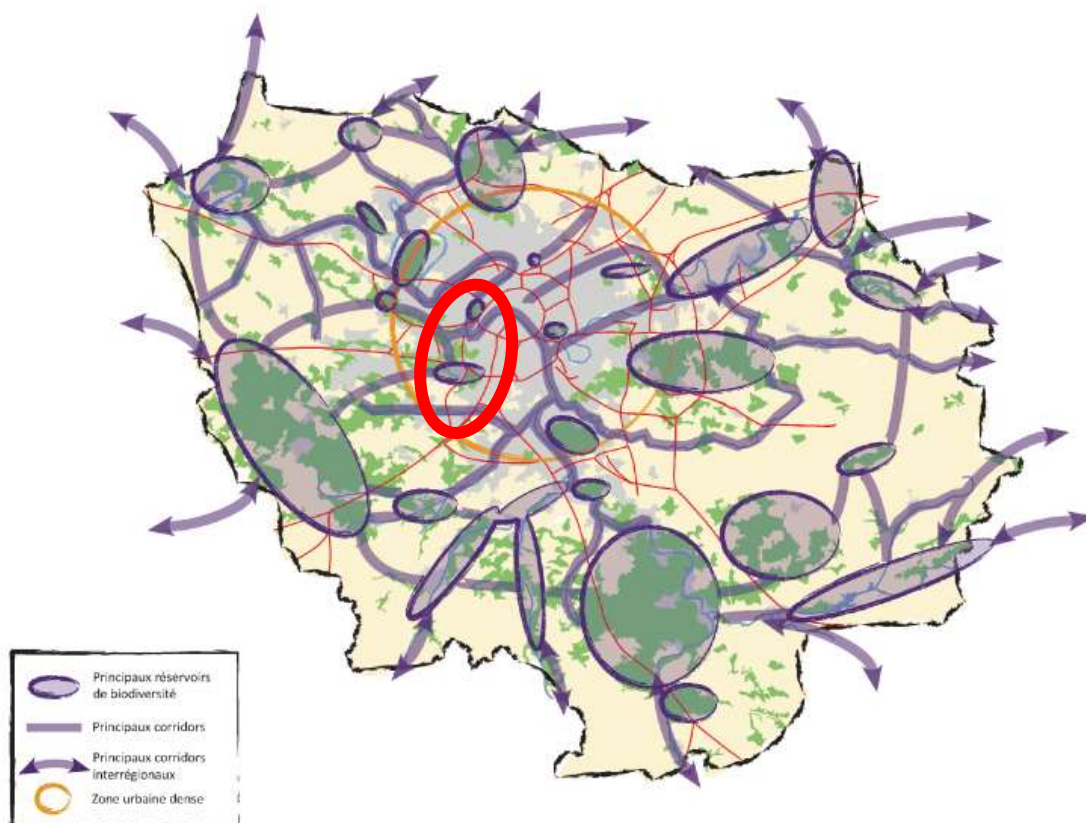 Principaux réservoirs
de biodiversité
Principaux corridors
Principaux corridors
interrégionaux
Zone urbaine dense